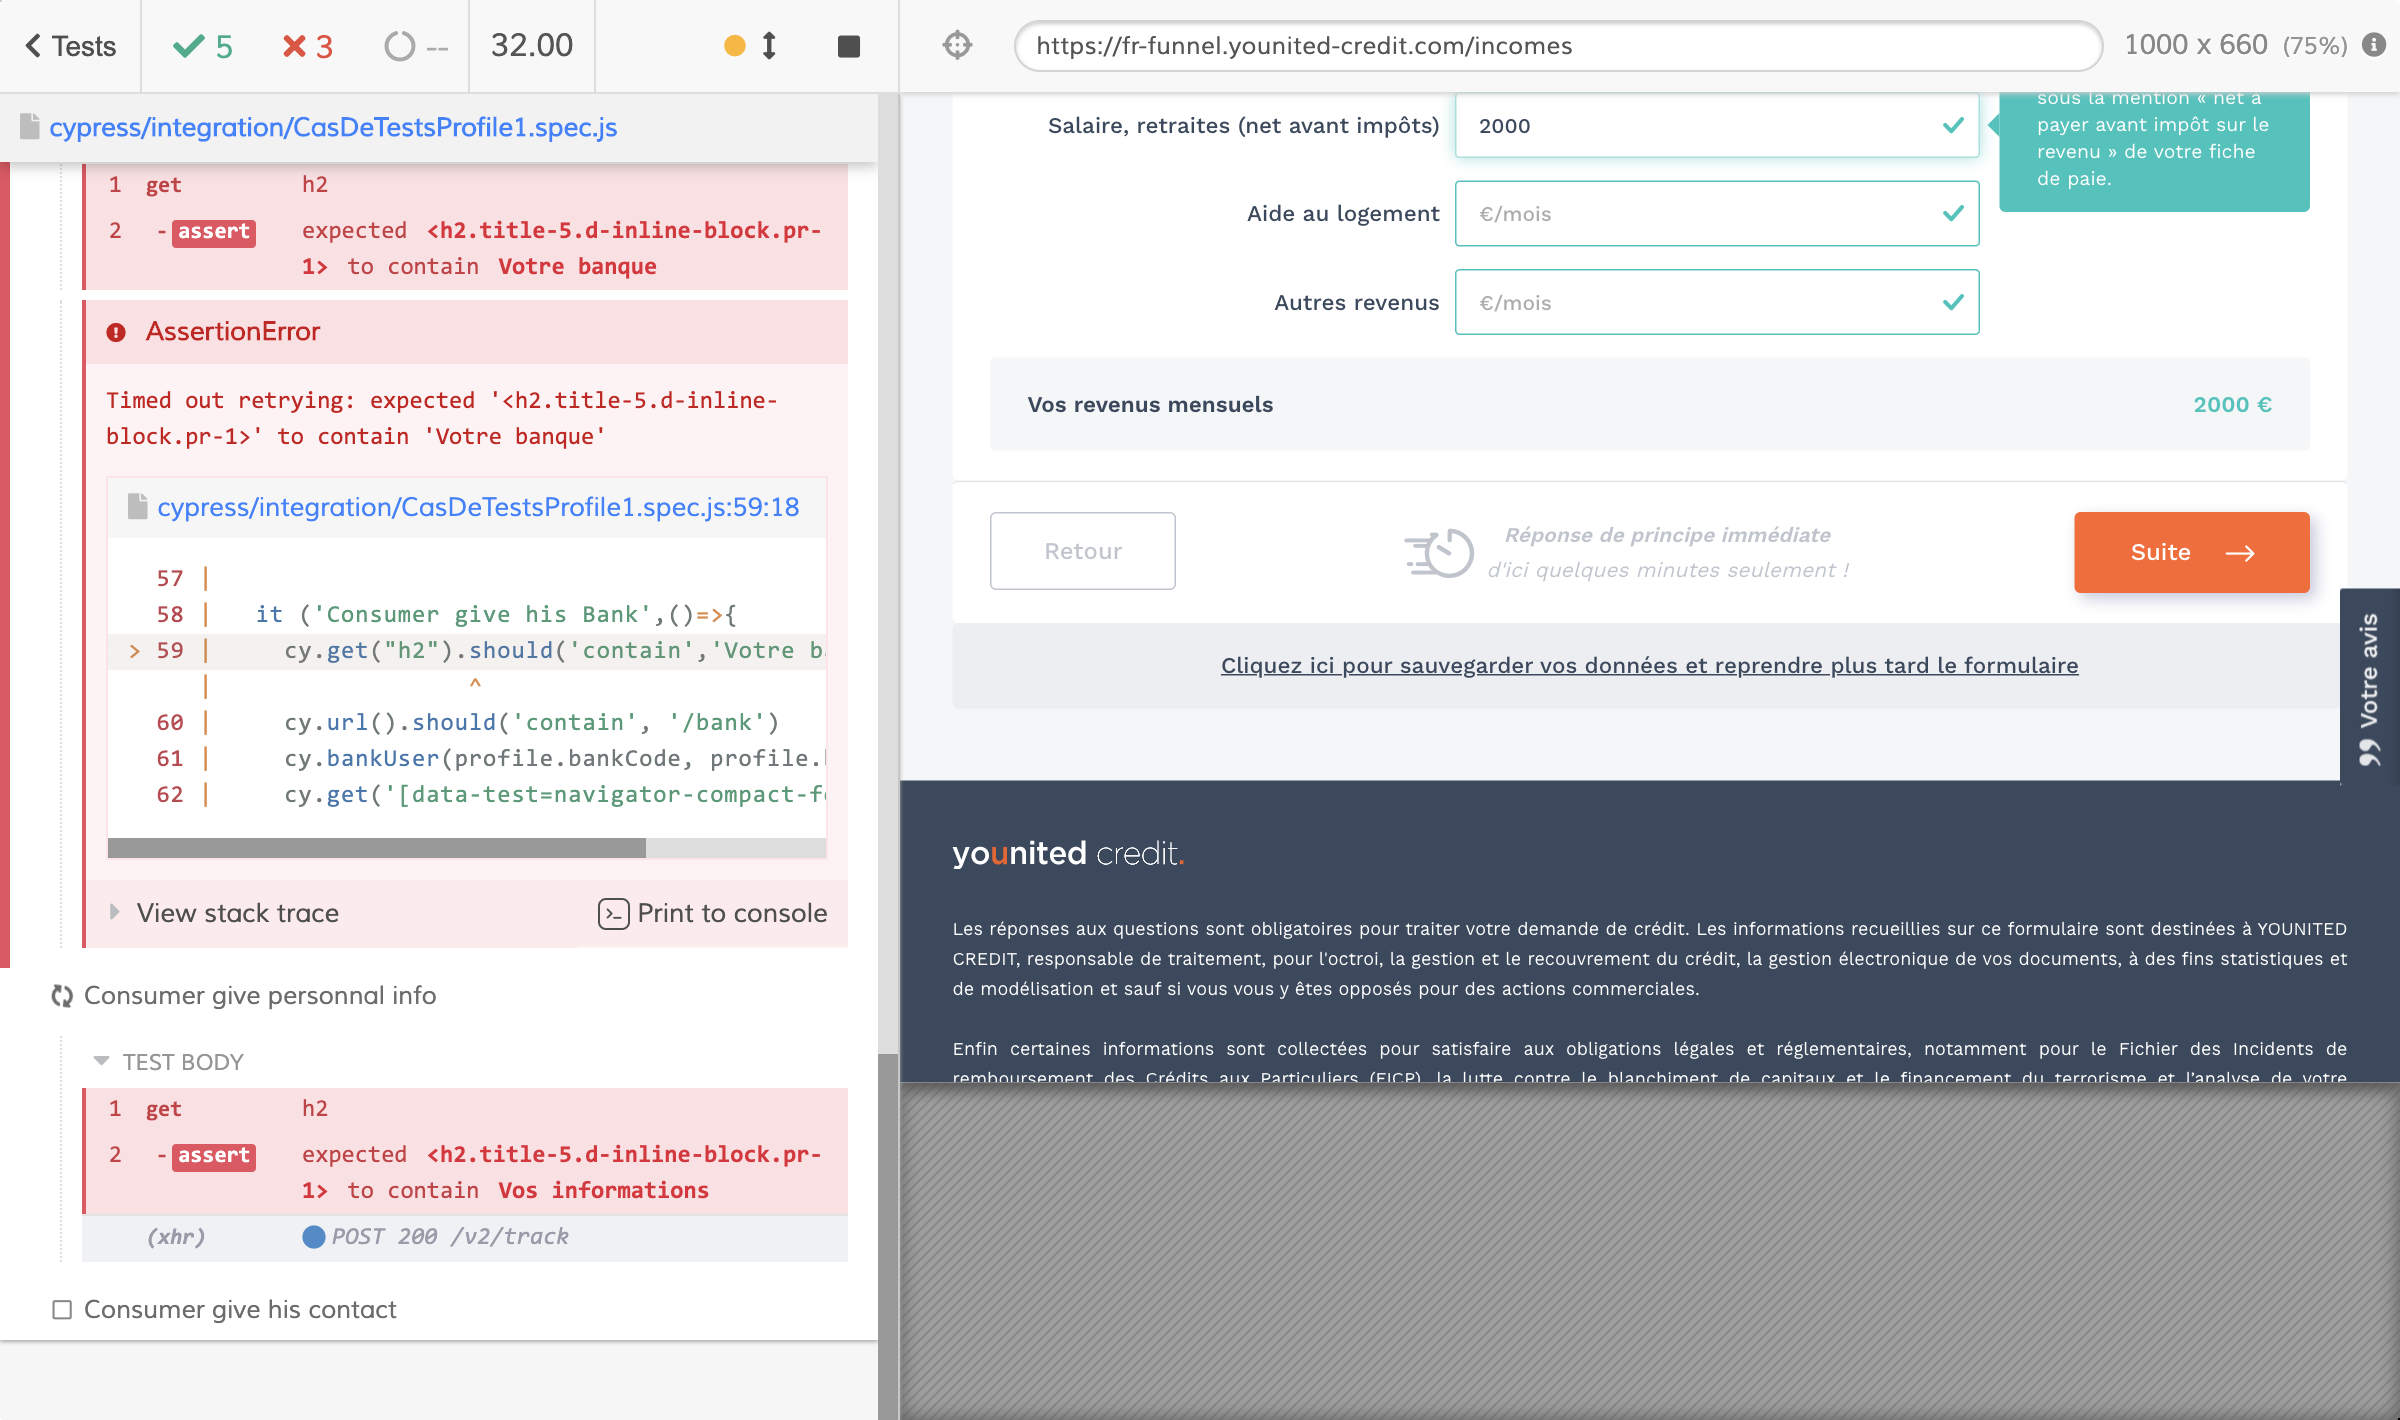 Tests
5
3
--
32.00
https://fr-funnel.younited-credit.com/incomes
1000 x 660 (75%)
cypress/integration/CasDeTestsProfile1.spec.js
1 get h2
2 - assert expected <h2.title-5.d-inline-block.pr-
1> to contain Votre banque
AssertionError
Timed out retrying: expected '<h2.title-5.d-inline-
block.pr-1>' to contain 'Votre banque'
cypress/integration/CasDeTestsProfile1.spec.js:59:18
57 |
58 | it ('Consumer give his Bank',()=>{
> 59 | cy.get("h2").should('contain','Votre b
| ^
60 | cy.url().should('contain', '/bank')
61 | cy.bankUser(profile.bankCode, profile.
62 | cy.get('[data-test=navigator-compact-f
View stack trace
Print to console
Consumer give personnal info
TEST BODY
1 get h2
2 - assert expected <h2.title-5.d-inline-block.pr-
1> to contain Vos informations
(xhr) POST 200 /v2/track
Consumer give his contact
Salaire, retraites (net avant impôts)
2000
sous la mention « net à
payer avant impôt sur le
revenu » de votre fiche
de paie.
Aide au logement
€/mois
Autres revenus
€/mois
Vos revenus mensuels
2000 €
Retour
Réponse de principe immédiate
d'ici quelques minutes seulement !
Suite
Votre avis
Cliquez ici pour sauvegarder vos données et reprendre plus tard le formulaire
younited credit.
Les réponses aux questions sont obligatoires pour traiter votre demande de crédit. Les informations recueillies sur ce formulaire sont destinées à YOUNITED
CREDIT, responsable de traitement, pour l'octroi, la gestion et le recouvrement du crédit, la gestion électronique de vos documents, à des fins statistiques et
de modélisation et sauf si vous vous y êtes opposés pour des actions commerciales.
Enfin certaines informations sont collectées pour satisfaire aux obligations légales et réglementaires, notamment pour le Fichier des Incidents de
remboursement des Crédits aux Particuliers (FICP), la lutte contre le blanchiment de capitaux et le financement du terrorisme et l'analyse de votre